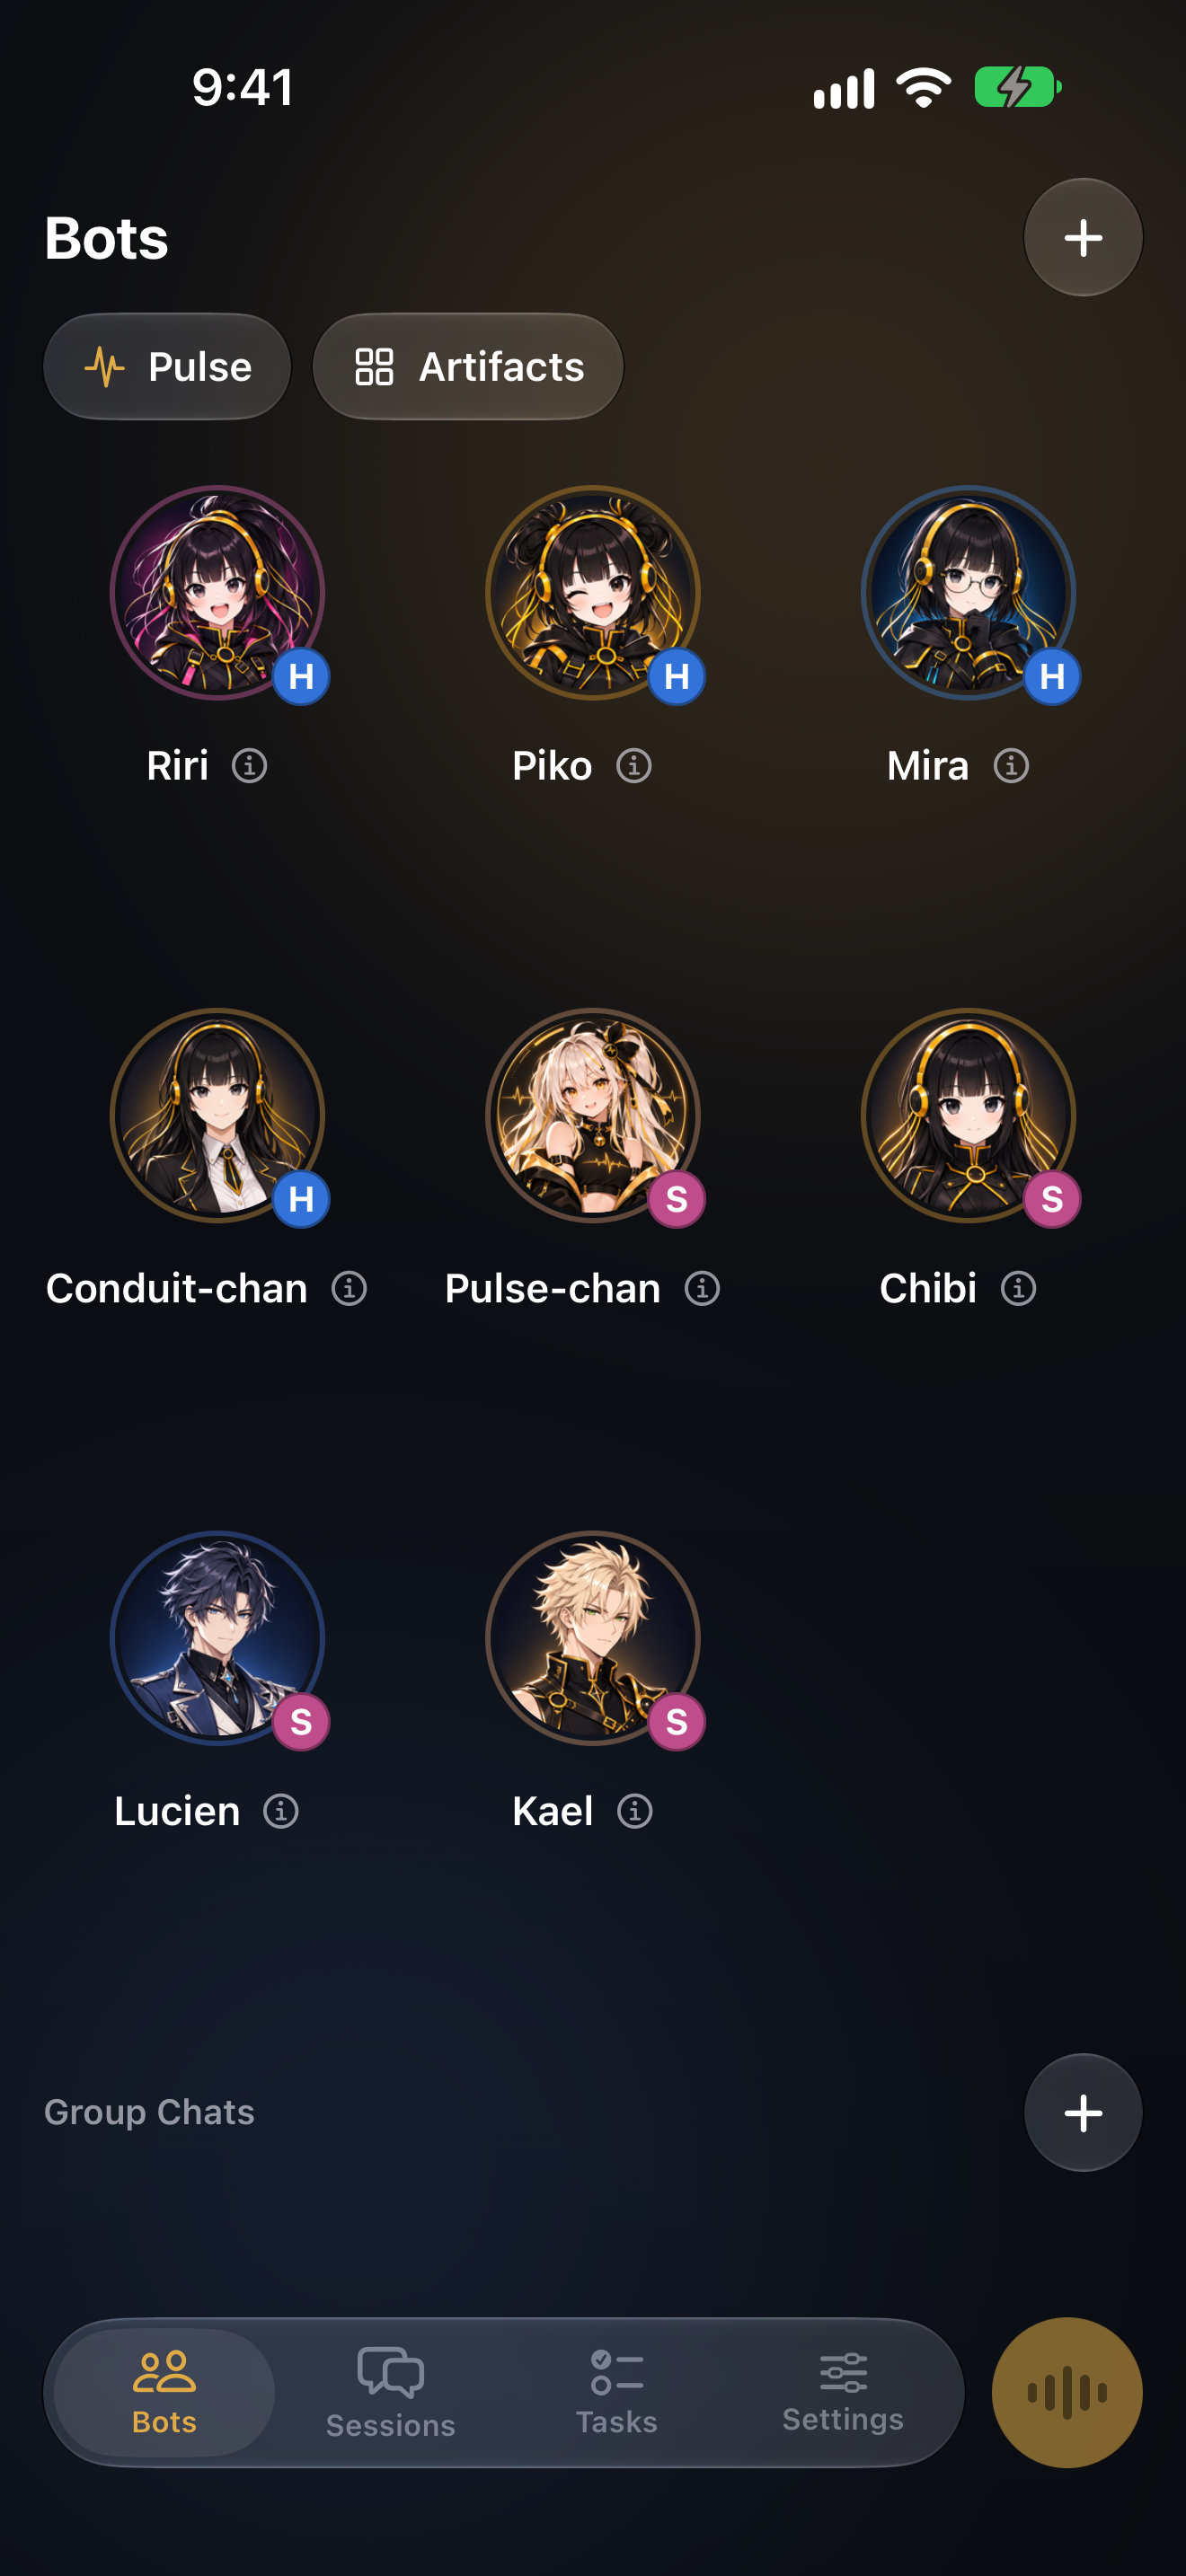 9:41
Bots
Pulse
Artifacts
H
H
H
Riri
Piko
Mira
H
S
S
Conduit-chan
Pulse-chan
Chibi
S
S
Lucien
Kael
Group Chats
Bots
Sessions
Tasks
Settings